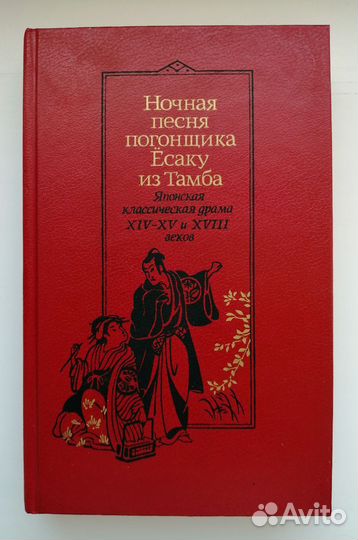 Ночная
песня
погонщика
Ёсаку
из Тамба
Японская
классическая драма
XIV-XV и XVIII
веков
Avito